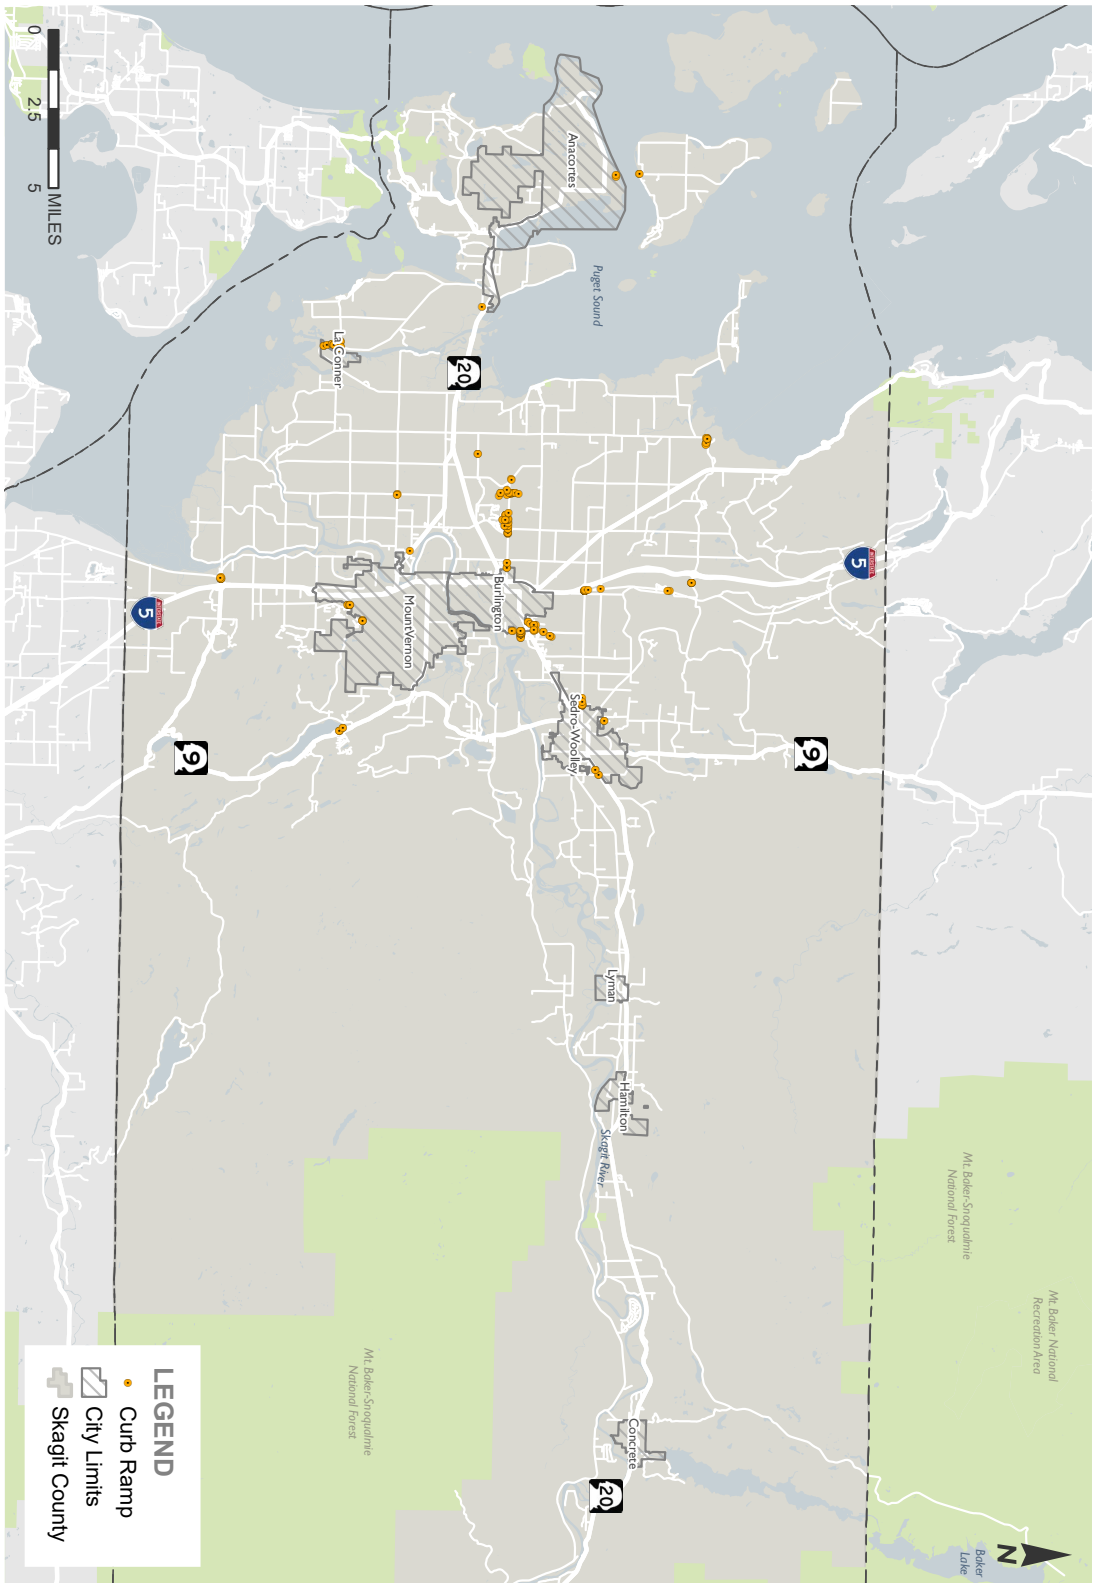 Anacortes
Puget Sound
La Conner
20
Burlington
Mount Vernon
Sedro-Woolley
5
5
9
9
Lyman
Hamilton
Skagit River
Mt. Baker-Snoqualmie
National Forest
Mt. Baker National
Recreation Area
Mt. Baker-Snoqualmie
National Forest
Concrete
20
Baker
Lake
N
0 2.5 5
MILES
LEGEND
Curb Ramp
City Limits
Skagit County